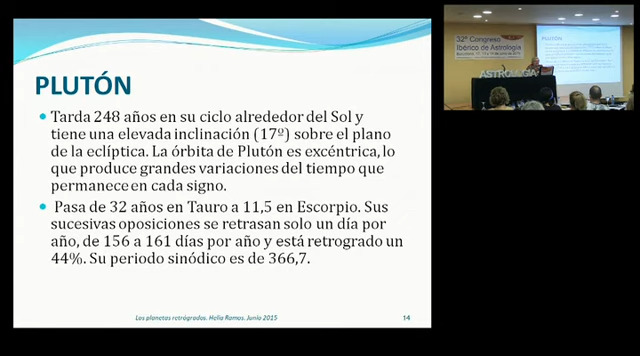 PLUTÓN
Tarda 248 años en su ciclo alrededor del Sol y
tiene una elevada inclinación (17º) sobre el plano
de la eclíptica. La órbita de Plutón es excéntrica, lo
que produce grandes variaciones del tiempo que
permanece en cada signo.
Pasa de 32 años en Tauro a 11,5 en Escorpio. Sus
sucesivas oposiciones se retrasan solo un día por
año, de 156 a 161 días por año y está retrogrado un
44%. Su periodo sinódico es de 366,7.
Los planetas retrógrados. Helia Ramos. Junio 2015
14
32º Congreso
Ibérico de Astrología
PLUTÓN
ASTROLOGIA